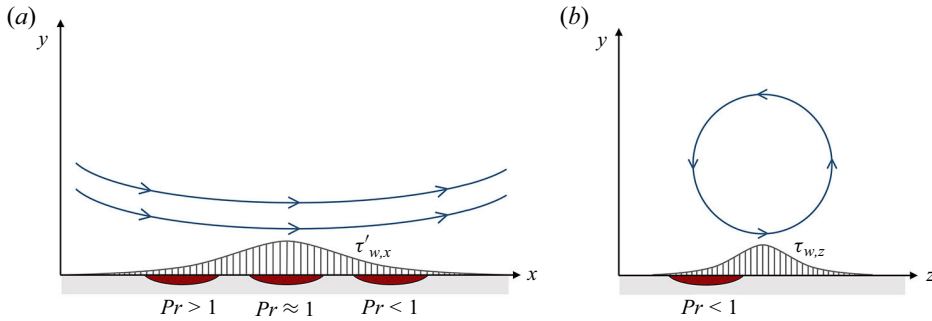 (a)
y
τ′w,x
x
Pr > 1
Pr ≈ 1
Pr < 1
(b)
y
τw,z
z
Pr < 1